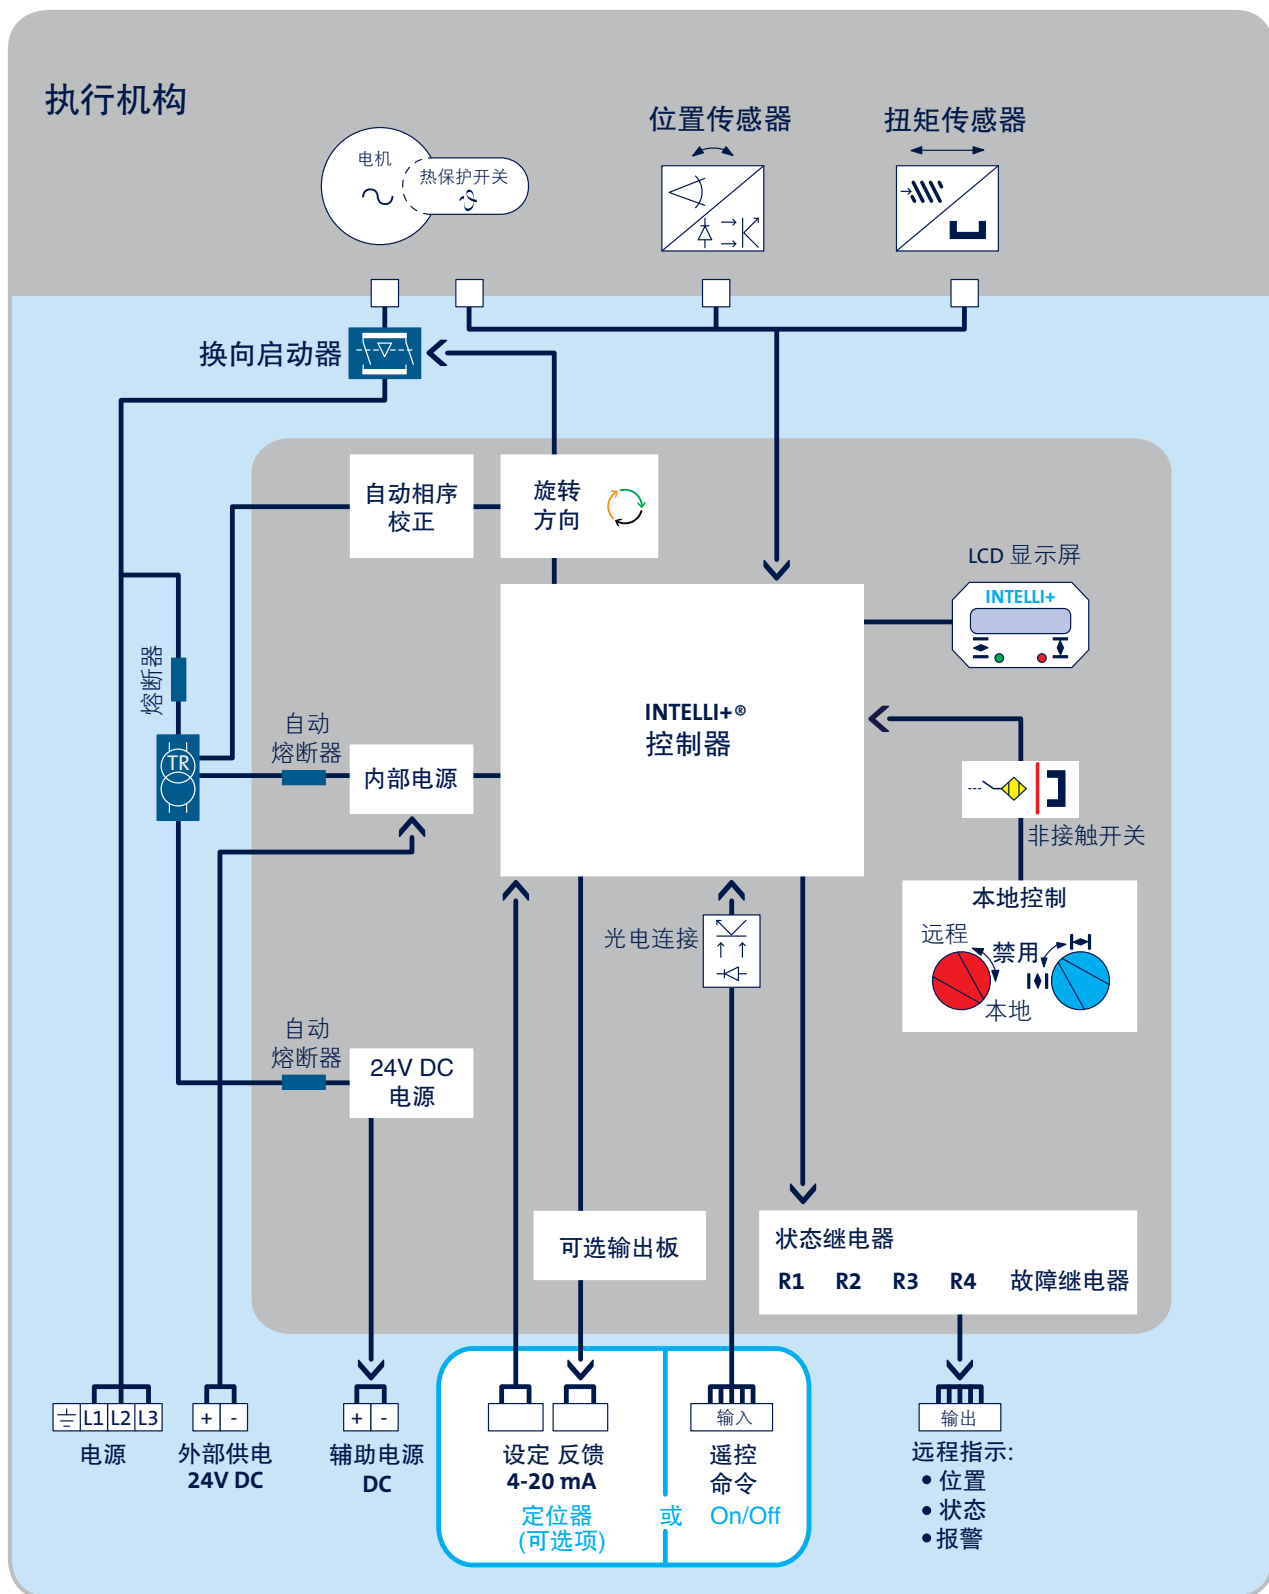 执行机构
位置传感器
扭矩传感器
电机
热保护开关
换向启动器
自动相序
校正
旋转
方向
LCD 显示屏
INTELLI+
熔断器
自动
熔断器
TR
内部电源
INTELLI+®
控制器
非接触开关
光电连接
本地控制
远程
禁用
本地
自动
熔断器
24V DC
电源
可选输出板
状态继电器
R1 R2 R3 R4 故障继电器
L1 L2 L3
+ -
+ -
输入
输出
电源
外部供电
24V DC
辅助电源
DC
设定 反馈
4-20 mA
定位器
(可选项)
或
遥控
命令
On/Off
远程指示:
• 位置
• 状态
• 报警